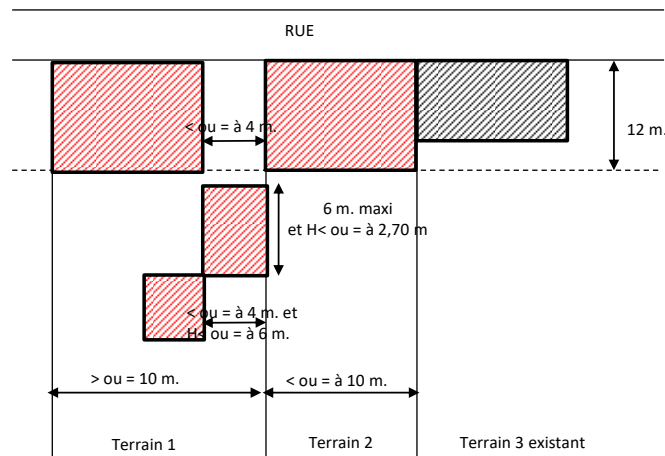 RUE
< ou = à 4 m.
12 m.
6 m. maxi
et H< ou = à 2,70 m
< ou = à 4 m. et
H< ou = à 6 m.
> ou = 10 m.
< ou = à 10 m.
Terrain 1
Terrain 2
Terrain 3 existant